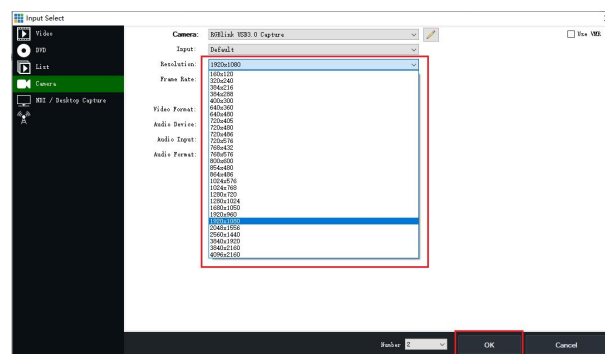 Input Select
Video
DVD
List
Camera
NDI / Desktop Capture
Camera: RGBlink USB3.0 Capture
Use VMR
Input: Default
Resolution: 1920x1080
Frame Rate:
Video Format:
Audio Device:
Audio Input:
Audio Format:
160x120
320x240
384x216
384x288
400x300
640x360
640x480
720x405
720x480
720x486
720x576
768x432
768x576
800x600
854x480
864x486
1024x576
1024x768
1280x720
1280x1024
1680x1050
1920x960
1920x1080
2048x1556
2560x1440
3840x1920
3840x2160
4096x2160
Number 2
OK
Cancel